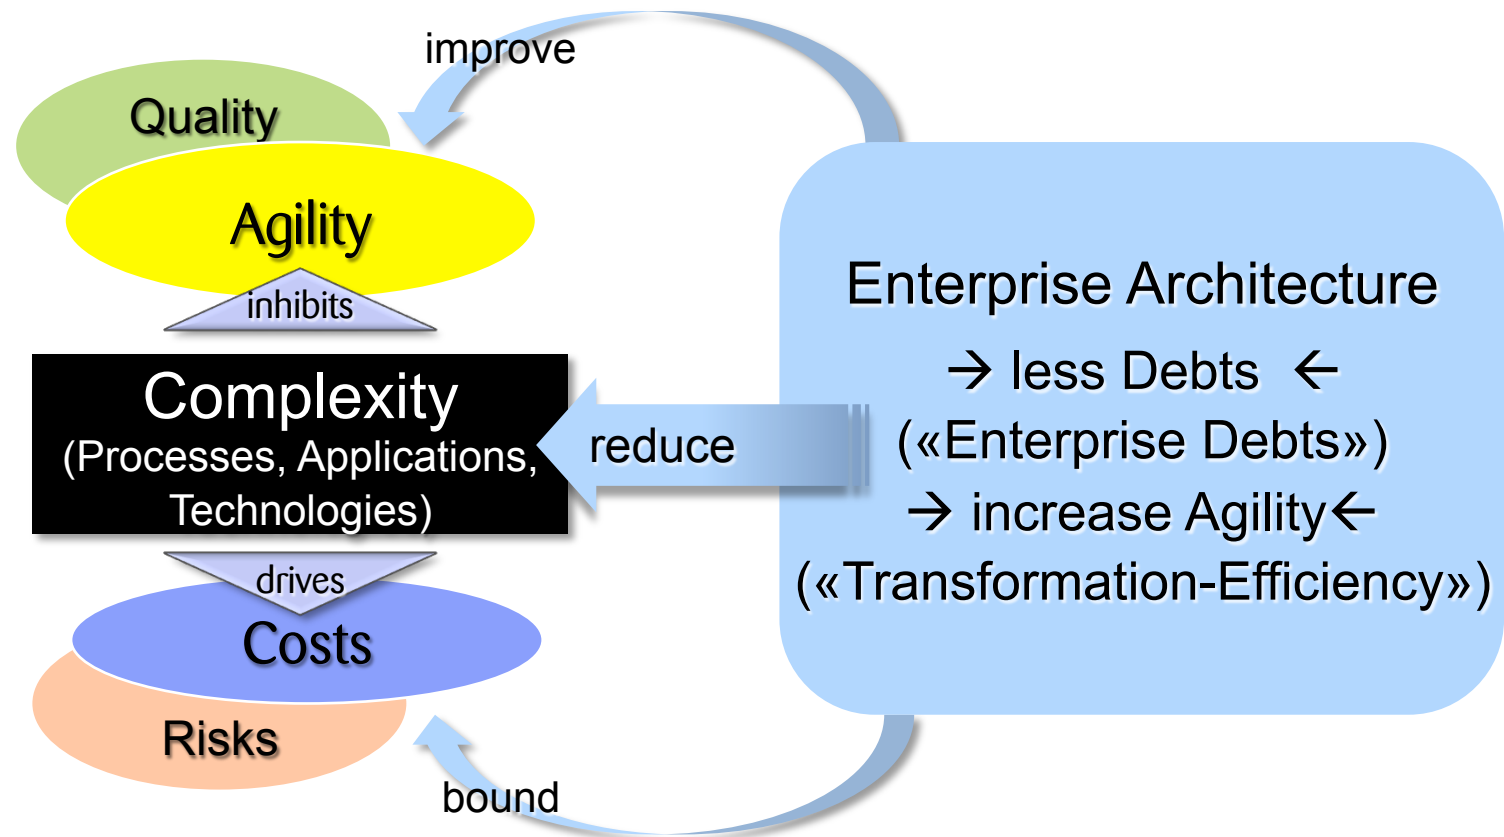 improve
Quality
Agility
inhibits
Complexity
(Processes, Applications,
Technologies)
drives
Costs
Risks
bound
reduce
Enterprise Architecture
→ less Debts ←
(«Enterprise Debts»)
→ increase Agility←
(«Transformation-Efficiency»)